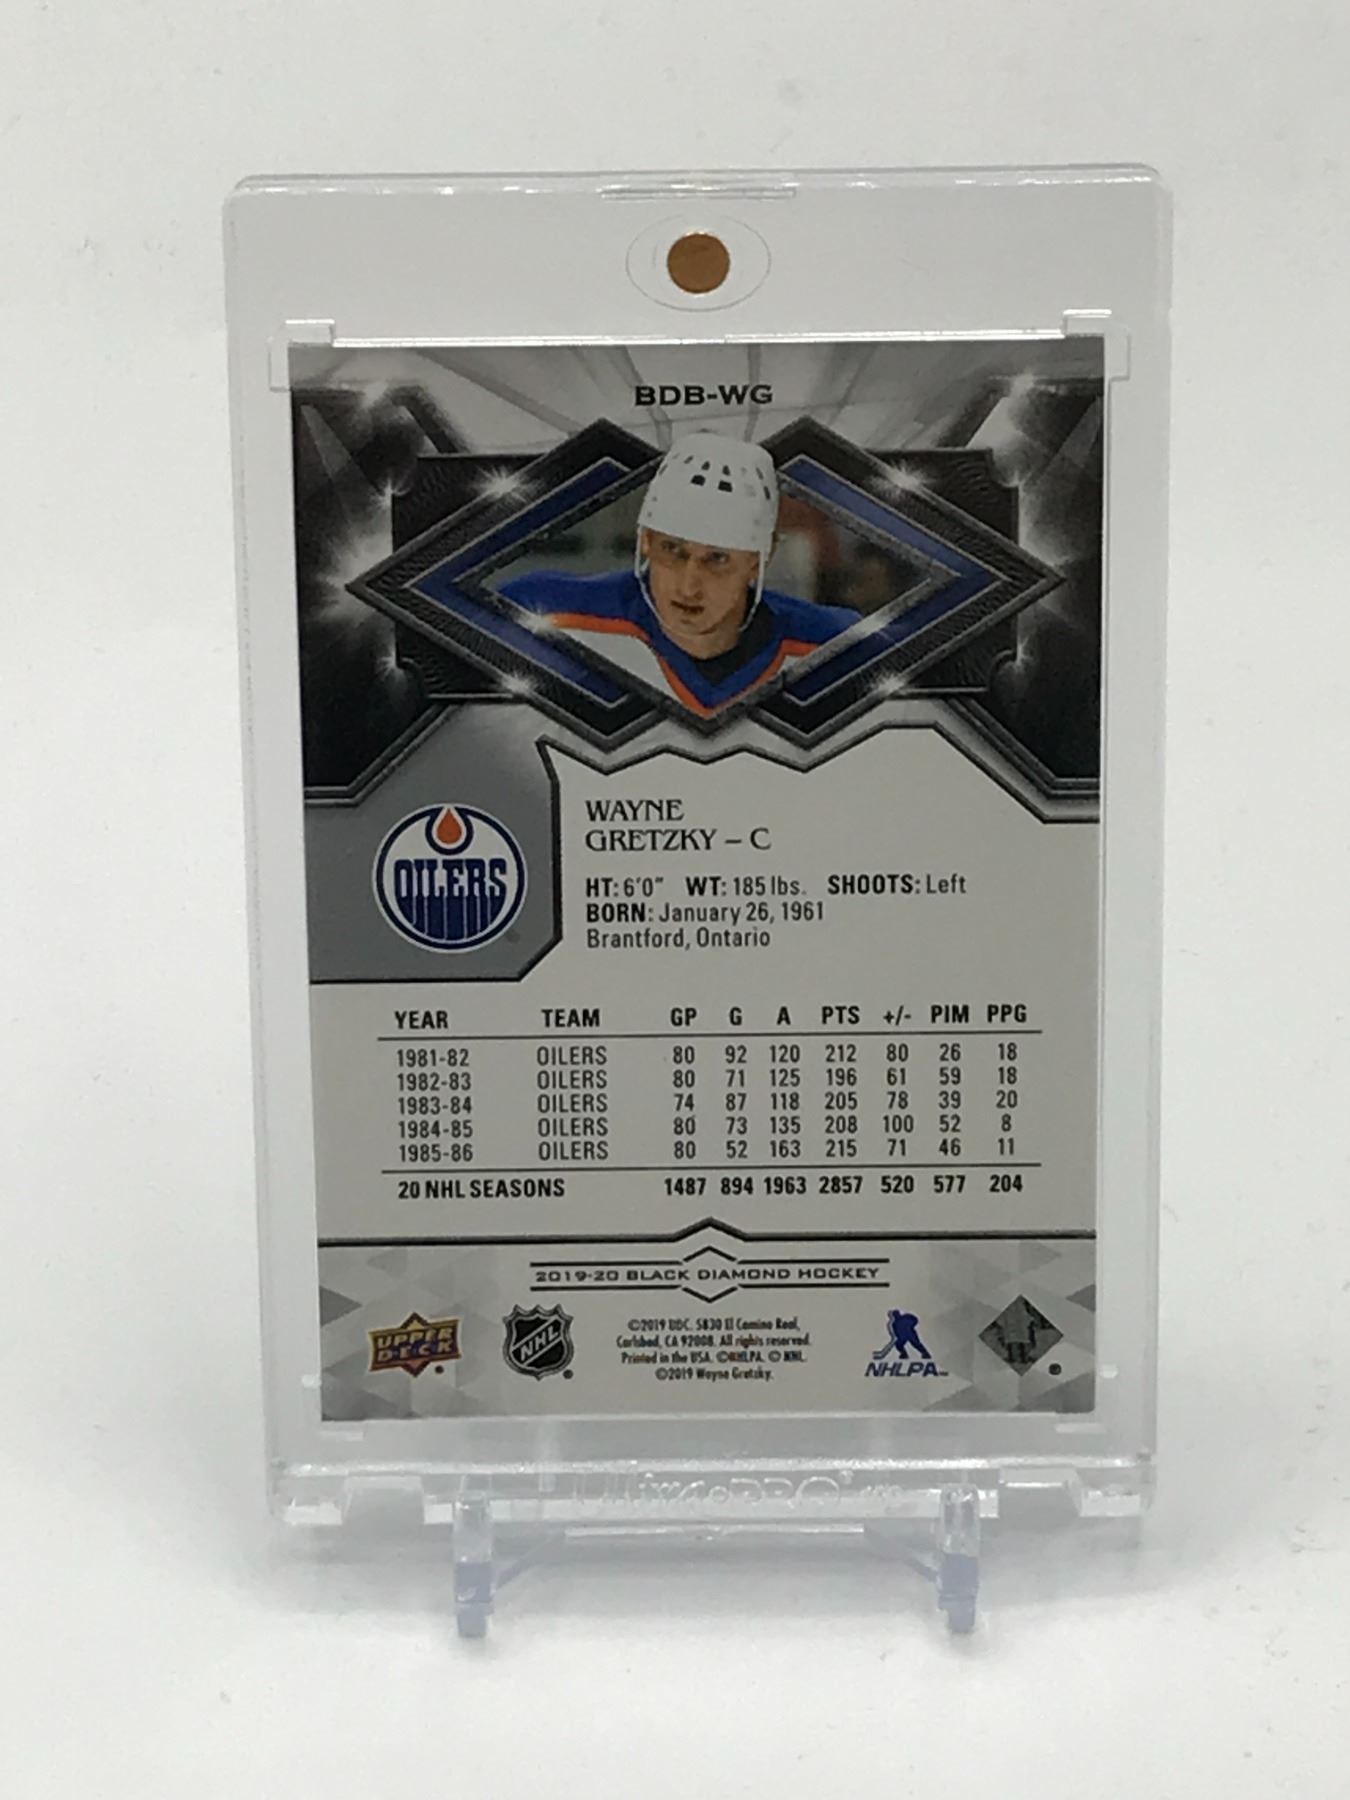 BDB-WG
OILERS
WAYNE
GRETZKY – C
HT: 6'0" WT: 185 lbs. SHOOTS: Left
BORN: January 26, 1961
Brantford, Ontario
YEAR TEAM GP G A PTS +/- PIM PPG
1981-82 OILERS 80 92 120 212 80 26 18
1982-83 OILERS 80 71 125 196 61 59 18
1983-84 OILERS 74 87 118 205 78 39 20
1984-85 OILERS 80 73 135 208 100 52 8
1985-86 OILERS 80 52 163 215 71 46 11
20 NHL SEASONS 1487 894 1963 2857 520 577 204
2019-20 BLACK DIAMOND HOCKEY
UPPER
DECK
NHL
©2019 UDC. 5830 El Camino Real,
Carlsbad, CA 92008. All rights reserved.
Printed in the USA. ©NHLPA. © NHL.
©2019 Wayne Gretzky.
NHLPA™
Ultra•PRO®